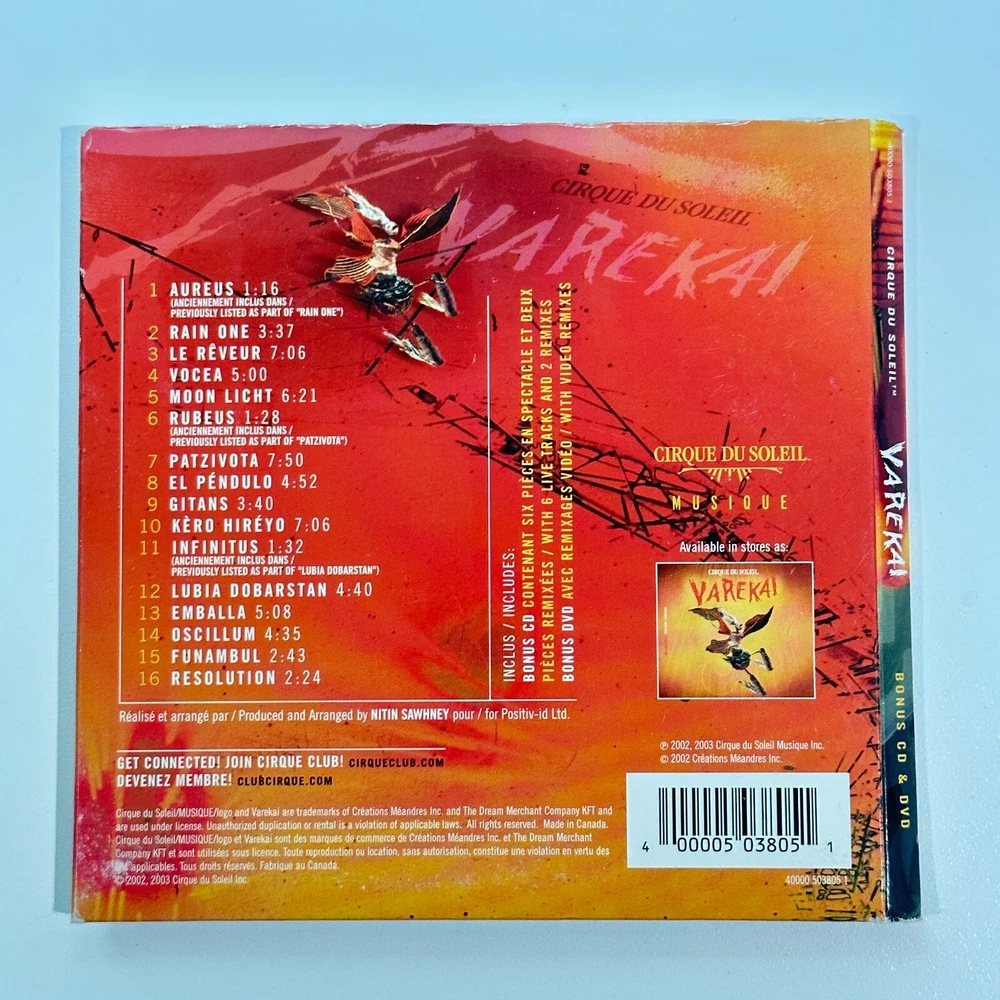 CIRQUE DU SOLEIL
VAREKAI
1 AUREUS 1:16
(ANCIENNEMENT INCLUS DANS /
PREVIOUSLY LISTED AS PART OF "RAIN ONE")
2 RAIN ONE 3:37
3 LE RÊVEUR 7:06
4 VOCEA 5:00
5 MOON LICHT 6:21
6 RUBEUS 1:28
(ANCIENNEMENT INCLUS DANS /
PREVIOUSLY LISTED AS PART OF "PATZIVOTA")
7 PATZIVOTA 7:50
8 EL PÉNDULO 4:52
9 GITANS 3:40
10 KÈRO HIRÉYO 7:06
11 INFINITUS 1:32
(ANCIENNEMENT INCLUS DANS /
PREVIOUSLY LISTED AS PART OF "LUBIA DOBARSTAN")
12 LUBIA DOBARSTAN 4:40
13 EMBALLA 5:08
14 OSCILLUM 4:35
15 FUNAMBUL 2:43
16 RESOLUTION 2:24
INCLUS / INCLUDES:
BONUS CD CONTENANT SIX PIÈCES EN SPECTACLE ET DEUX
PIÈCES REMIXÉES / WITH 6 LIVE TRACKS AND 2 REMIXES
BONUS DVD AVEC REMIXAGES VIDÉO / WITH VIDEO REMIXES
CIRQUE DU SOLEIL™
MUSIQUE
Available in stores as:
CIRQUE DU SOLEIL
VAREKAI
Réalisé et arrangé par / Produced and Arranged by NITIN SAWHNEY pour / for Positiv-id Ltd.
GET CONNECTED! JOIN CIRQUE CLUB! CIRQUECLUB.COM
DEVENEZ MEMBRE! CLUBCIRQUE.COM
℗ 2002, 2003 Cirque du Soleil Musique Inc.
© 2002 Créations Méandres Inc.
Cirque du Soleil/MUSIQUE/logo and Varekai are trademarks of Créations Méandres Inc. and The Dream Merchant Company KFT and
are used under license. Unauthorized duplication or rental is a violation of applicable laws. All rights reserved. Made in Canada.
Cirque du Soleil/MUSIQUE/logo et Varekai sont des marques de commerce de Créations Méandres Inc. et The Dream Merchant
Company KFT et sont utilisées sous licence. Toute reproduction ou location, sans autorisation, constitue une violation en vertu des
lois applicables. Tous droits réservés. Fabrique au Canada.
© 2002, 2003 Cirque du Soleil Inc.
4 00005 03805 1
40000 503805 1
40000 503805 1
CIRQUE DU SOLEIL™
VAREKAI
BONUS CD & DVD